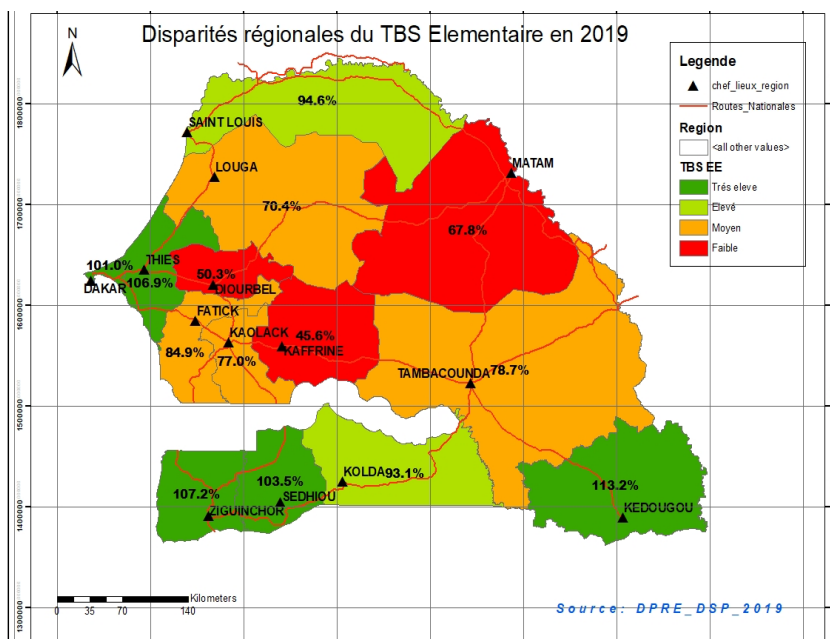 Disparités régionales du TBS Elementaire en 2019
N
Legende
chef_lieux_region
Routes_Nationales
Region
<all other values>
TBS EE
Trés eleve
Elevé
Moyen
Faible
94.6%
SAINT LOUIS
LOUGA
MATAM
70.4%
67.8%
101.0%
THIES
DAKAR
106.9%
50.3%
DIOURBEL
FATICK
KAOLACK
45.6%
KAFFRINE
84.9%
77.0%
TAMBACOUNDA
78.7%
KOLDA
93.1%
103.5%
107.2%
SEDHIOU
ZIGUINCHOR
113.2%
KEDOUGOU
1800000
1700000
1600000
1500000
1400000
1300000
Kilometers
0 35 70 140
Source: DPRE_DSP_2019